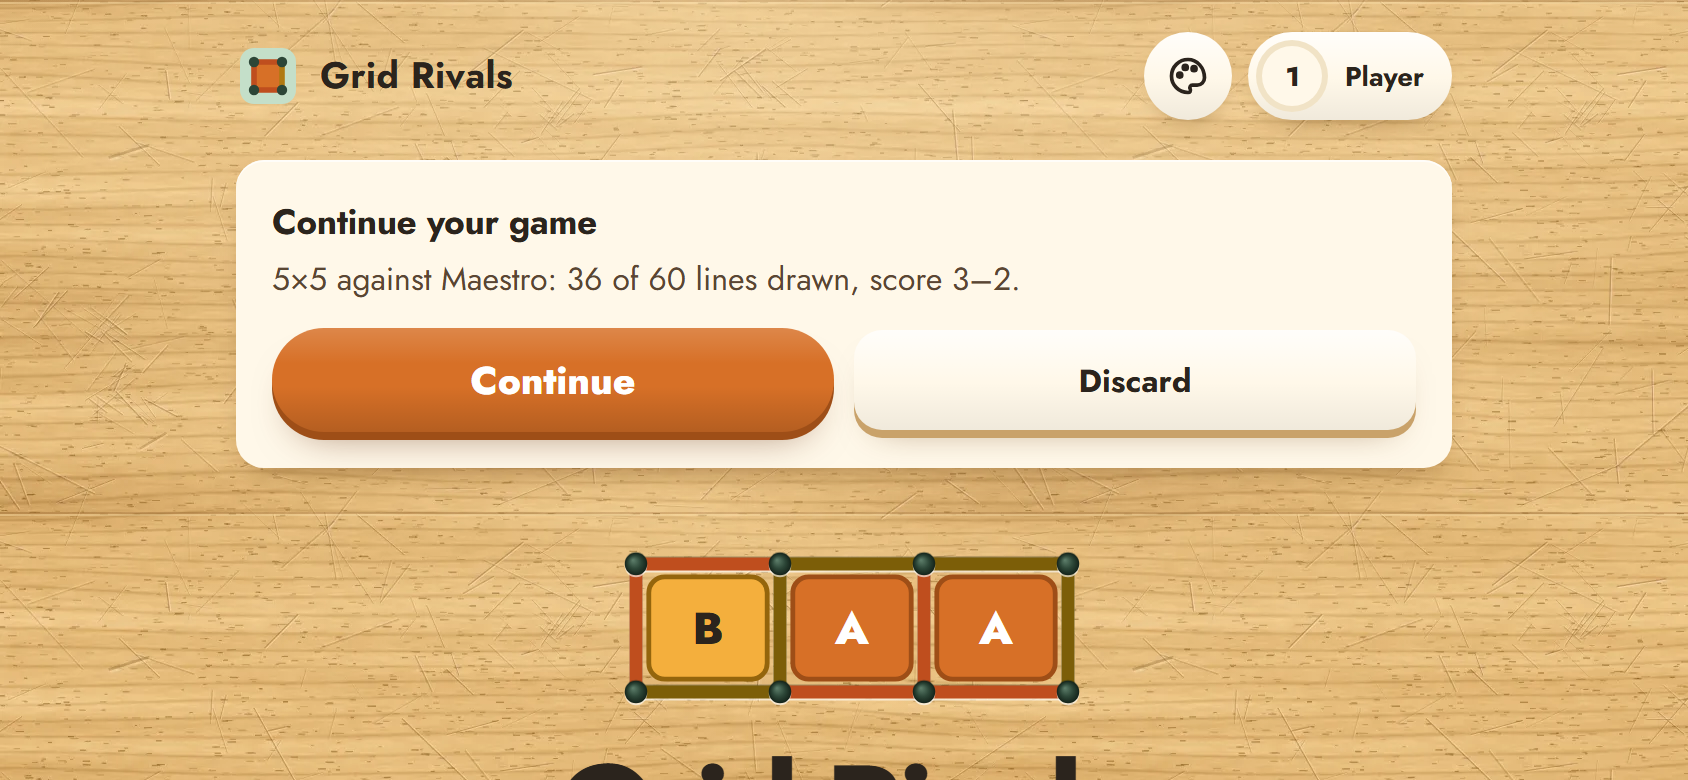 Grid Rivals
1 Player
Continue your game
5×5 against Maestro: 36 of 60 lines drawn, score 3–2.
Continue Discard
B A A